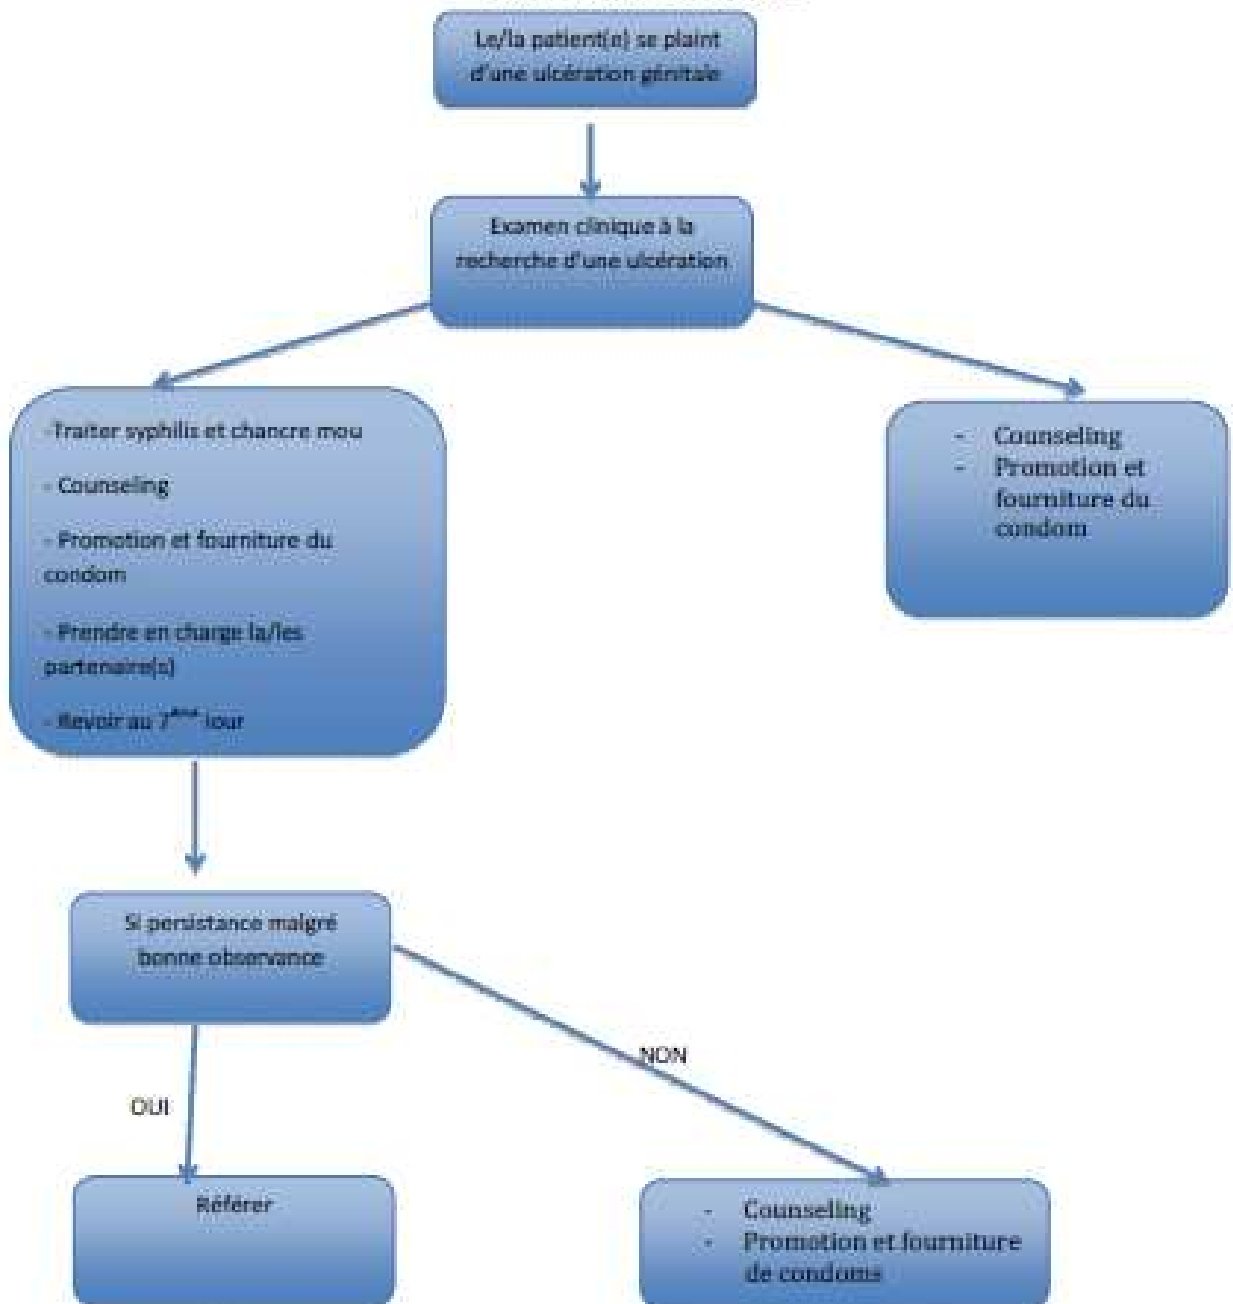 Le/la patient(e) se plaint
d'une ulcération génitale
Examen clinique à la
recherche d'une ulcération
-Traiter syphilis et chancre mou
- Counseling
- Promotion et fourniture du
condom
- Prendre en charge la/les
partenaire(s)
- Revoir au 7ème jour
- Counseling
- Promotion et
fourniture du
condom
Si persistance malgré
bonne observance
NON
OUI
Référer
- Counseling
- Promotion et fourniture
de condoms